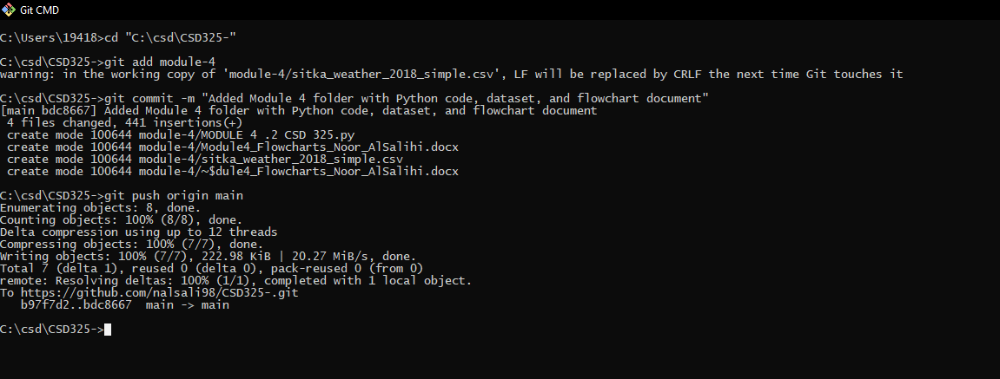 Git CMD
C:\Users\19418>cd "C:\csd\CSD325-"
C:\csd\CSD325->git add module-4
warning: in the working copy of 'module-4/sitka_weather_2018_simple.csv', LF will be replaced by CRLF the next time Git touches it
C:\csd\CSD325->git commit -m "Added Module 4 folder with Python code, dataset, and flowchart document"
[main bdc8667] Added Module 4 folder with Python code, dataset, and flowchart document
 4 files changed, 441 insertions(+)
 create mode 100644 module-4/MODULE 4 .2 CSD 325.py
 create mode 100644 module-4/Module4_Flowcharts_Noor_AlSalihi.docx
 create mode 100644 module-4/sitka_weather_2018_simple.csv
 create mode 100644 module-4/~$dule4_Flowcharts_Noor_AlSalihi.docx
C:\csd\CSD325->git push origin main
Enumerating objects: 8, done.
Counting objects: 100% (8/8), done.
Delta compression using up to 12 threads
Compressing objects: 100% (7/7), done.
Writing objects: 100% (7/7), 222.98 KiB | 20.27 MiB/s, done.
Total 7 (delta 1), reused 0 (delta 0), pack-reused 0 (from 0)
remote: Resolving deltas: 100% (1/1), completed with 1 local object.
To https://github.com/nalsali98/CSD325-.git
   b97f7d2..bdc8667  main -> main
C:\csd\CSD325->